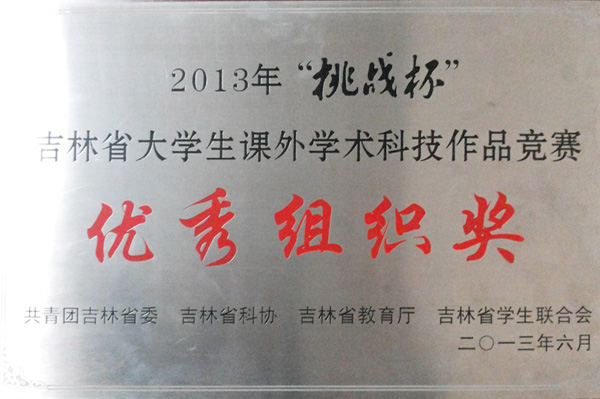 2013年“挑战杯”
吉林省大学生课外学术科技作品竞赛
优秀组织奖
共青团吉林省委 吉林省科协 吉林省教育厅 吉林省学生联合会
二〇一三年六月